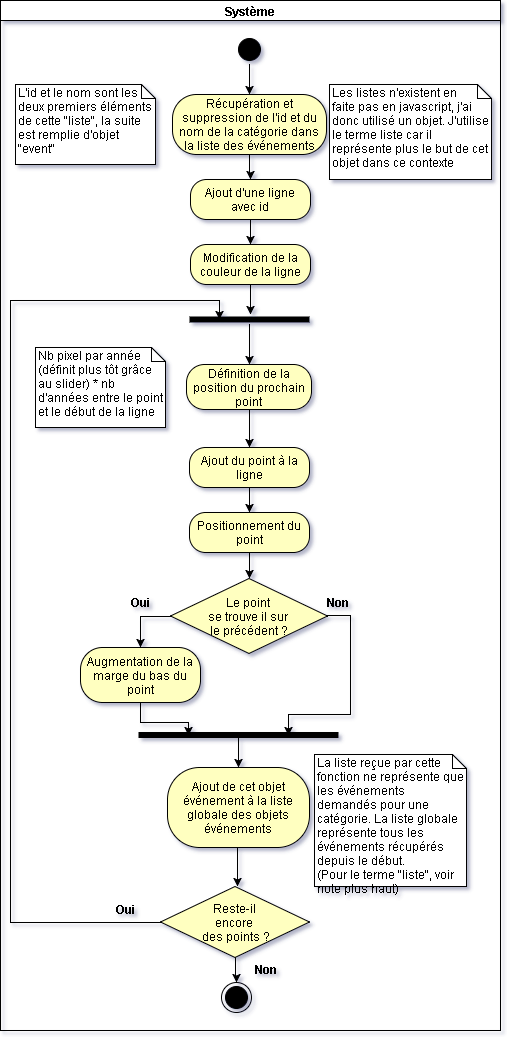 Système
L'id et le nom sont les
deux premiers éléments
de cette "liste", la suite
est remplie d'objet
"event"
Récupération et
suppression de l'id et du
nom de la catégorie dans
la liste des événements
Les listes n'existent en
faite pas en javascript, j'ai
donc utilisé un objet. J'utilise
le terme liste car il
représente plus le but de cet
objet dans ce contexte
Ajout d'une ligne
avec id
Modification de la
couleur de la ligne
Nb pixel par année
(définit plus tôt grâce
au slider) * nb
d'années entre le point
et le début de la ligne
Définition de la
position du prochain
point
Ajout du point à la
ligne
Positionnement du
point
Le point
se trouve il sur
le précédent ?
Oui
Non
Augmentation de la
marge du bas du
point
Ajout de cet objet
événement à la liste
globale des objets
événements
La liste reçue par cette
fonction ne représente que
les événements
demandés pour une
catégorie. La liste globale
représente tous les
événements récupérés
depuis le début.
(Pour le terme "liste", voir
note plus haut)
Reste-il
encore
des points ?
Oui
Non